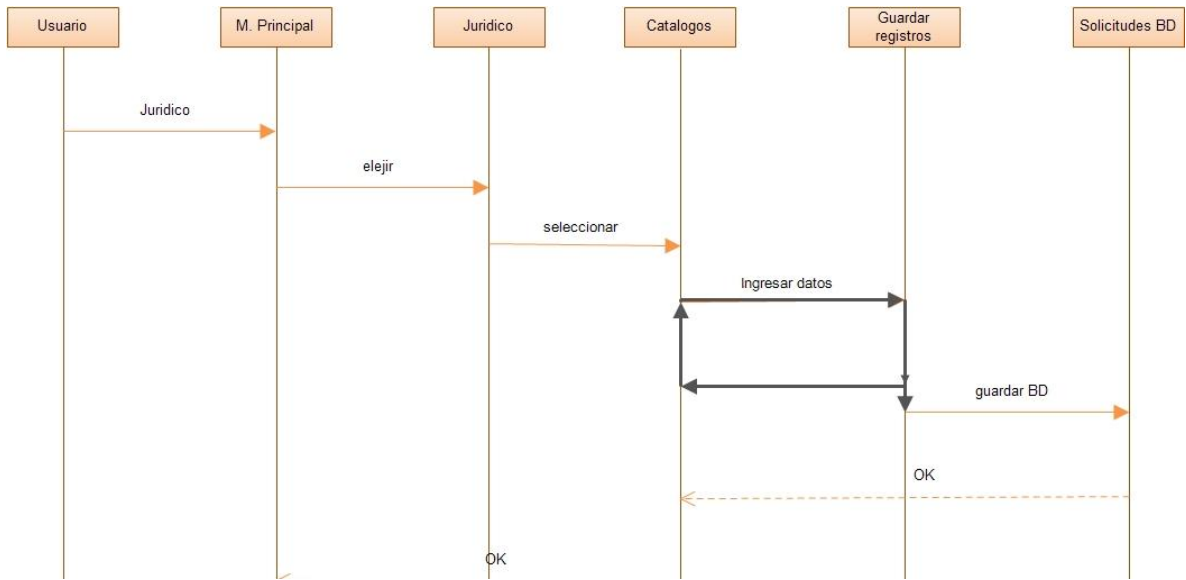 Usuario
M. Principal
Juridico
Catalogos
Guardar
registros
Solicitudes BD
Juridico
elejir
seleccionar
Ingresar datos
guardar BD
OK
OK